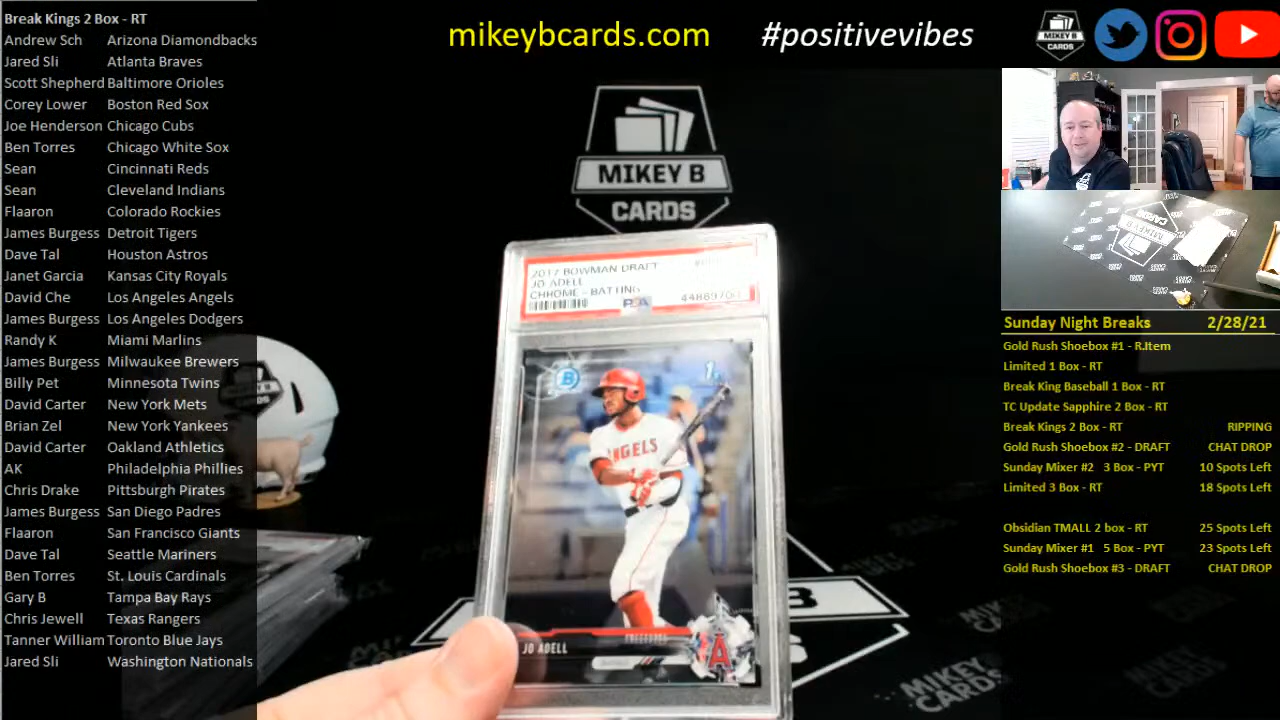 Break Kings 2 Box - RT
Andrew Sch Arizona Diamondbacks
Jared Sli Atlanta Braves
Scott Shepherd Baltimore Orioles
Corey Lower Boston Red Sox
Joe Henderson Chicago Cubs
Ben Torres Chicago White Sox
Sean Cincinnati Reds
Sean Cleveland Indians
Flaaron Colorado Rockies
James Burgess Detroit Tigers
Dave Tal Houston Astros
Janet Garcia Kansas City Royals
David Che Los Angeles Angels
James Burgess Los Angeles Dodgers
Randy K Miami Marlins
James Burgess Milwaukee Brewers
Billy Pet Minnesota Twins
David Carter New York Mets
Brian Zel New York Yankees
David Carter Oakland Athletics
AK Philadelphia Phillies
Chris Drake Pittsburgh Pirates
James Burgess San Diego Padres
Flaaron San Francisco Giants
Dave Tal Seattle Mariners
Ben Torres St. Louis Cardinals
Gary B Tampa Bay Rays
Chris Jewell Texas Rangers
Tanner William Toronto Blue Jays
Jared Sli Washington Nationals
mikeybcards.com #positivevibes
MIKEY B
CARDS
MIKEY B
CARDS
2017 BOWMAN DRAFT
JO ADELL
CHROME - BATTING
PSA
B
1st
ANGELS
JO ADELL
A
B
MIKEY
CARDS
Sunday Night Breaks 2/28/21
Gold Rush Shoebox #1 - R.Item
Limited 1 Box - RT
Break King Baseball 1 Box - RT
TC Update Sapphire 2 Box - RT
Break Kings 2 Box - RT RIPPING
Gold Rush Shoebox #2 - DRAFT CHAT DROP
Sunday Mixer #2 3 Box - PYT 10 Spots Left
Limited 3 Box - RT 18 Spots Left
Obsidian TMALL 2 box - RT 25 Spots Left
Sunday Mixer #1 5 Box - PYT 23 Spots Left
Gold Rush Shoebox #3 - DRAFT CHAT DROP